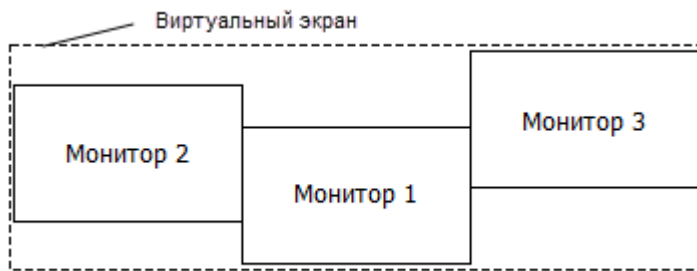 Виртуальный экран
Монитор 2
Монитор 1
Монитор 3